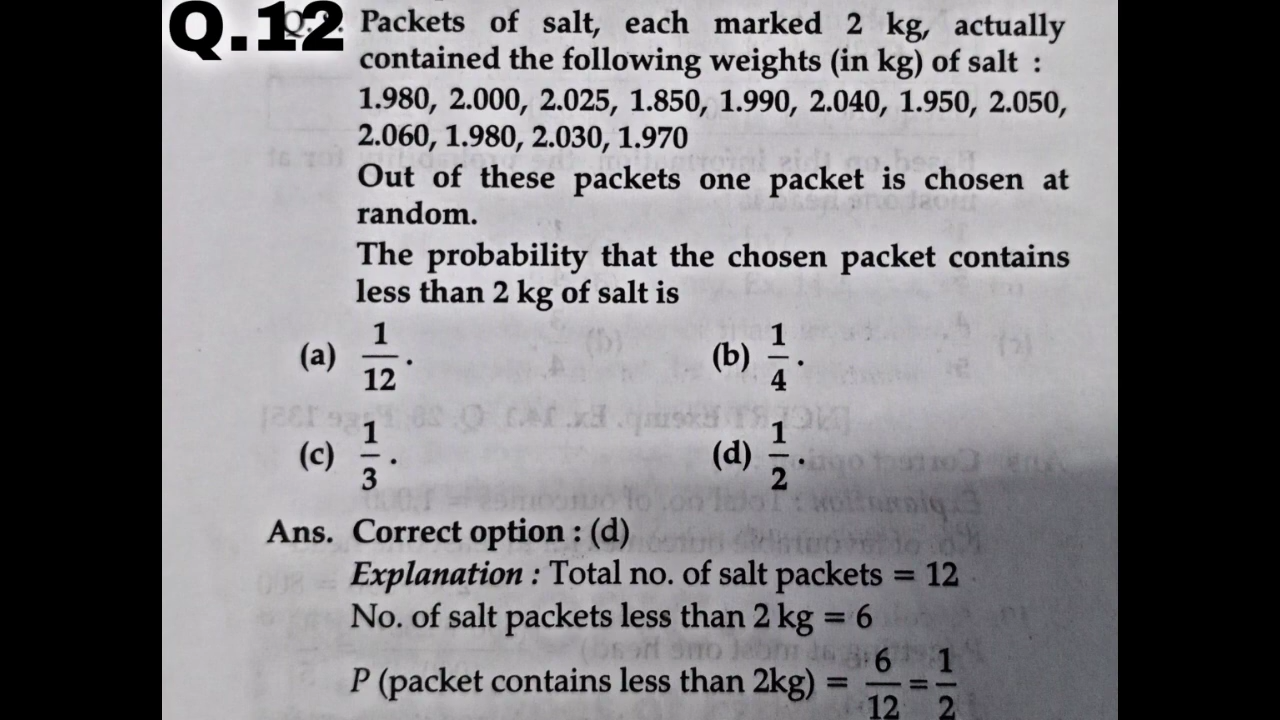 Q.12 Packets of salt, each marked 2 kg, actually
contained the following weights (in kg) of salt :
1.980, 2.000, 2.025, 1.850, 1.990, 2.040, 1.950, 2.050,
2.060, 1.980, 2.030, 1.970
Out of these packets one packet is chosen at
random.
The probability that the chosen packet contains
less than 2 kg of salt is
(a) 1/12. (b) 1/4.
(c) 1/3. (d) 1/2.
Ans. Correct option : (d)
Explanation : Total no. of salt packets = 12
No. of salt packets less than 2 kg = 6
P (packet contains less than 2kg) = 6/12 = 1/2